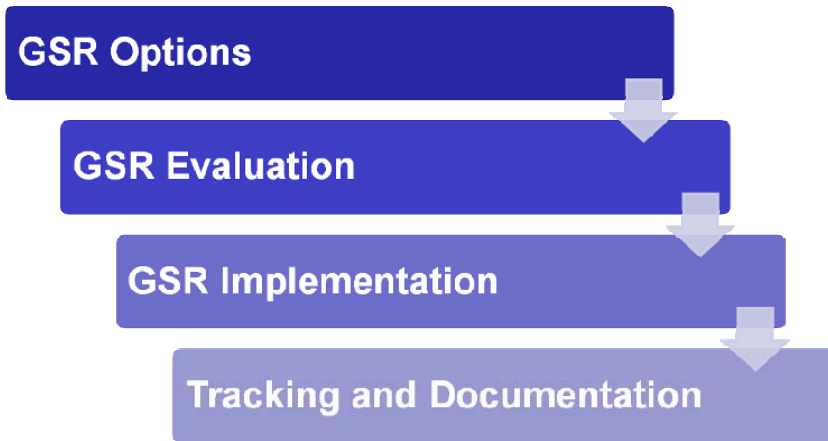 GSR Options
GSR Evaluation
GSR Implementation
Tracking and Documentation